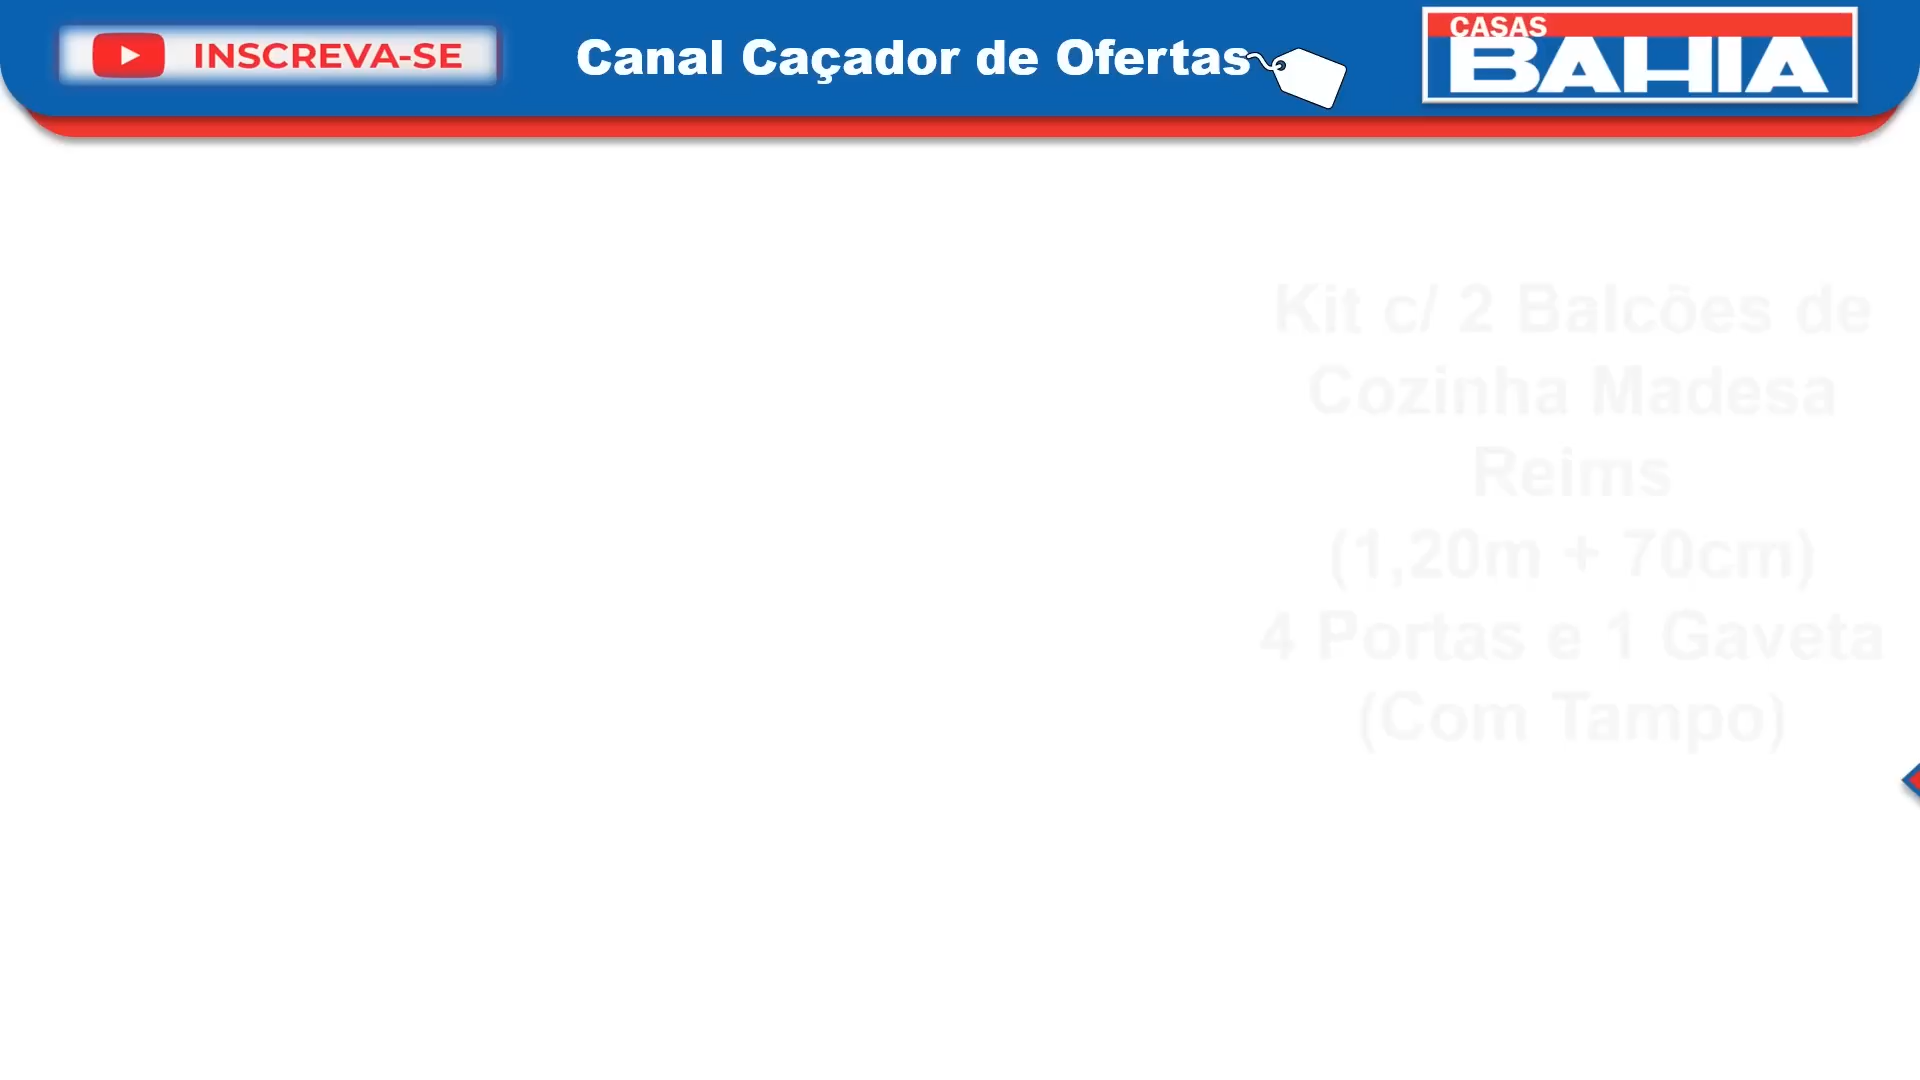 INSCREVA-SE
Canal Caçador de Ofertas
CASAS
BAHIA
Kit c/ 2 Balcões de
Cozinha Madesa
Reims
(1,20m + 70cm)
4 Portas e 1 Gaveta
(Com Tampo)